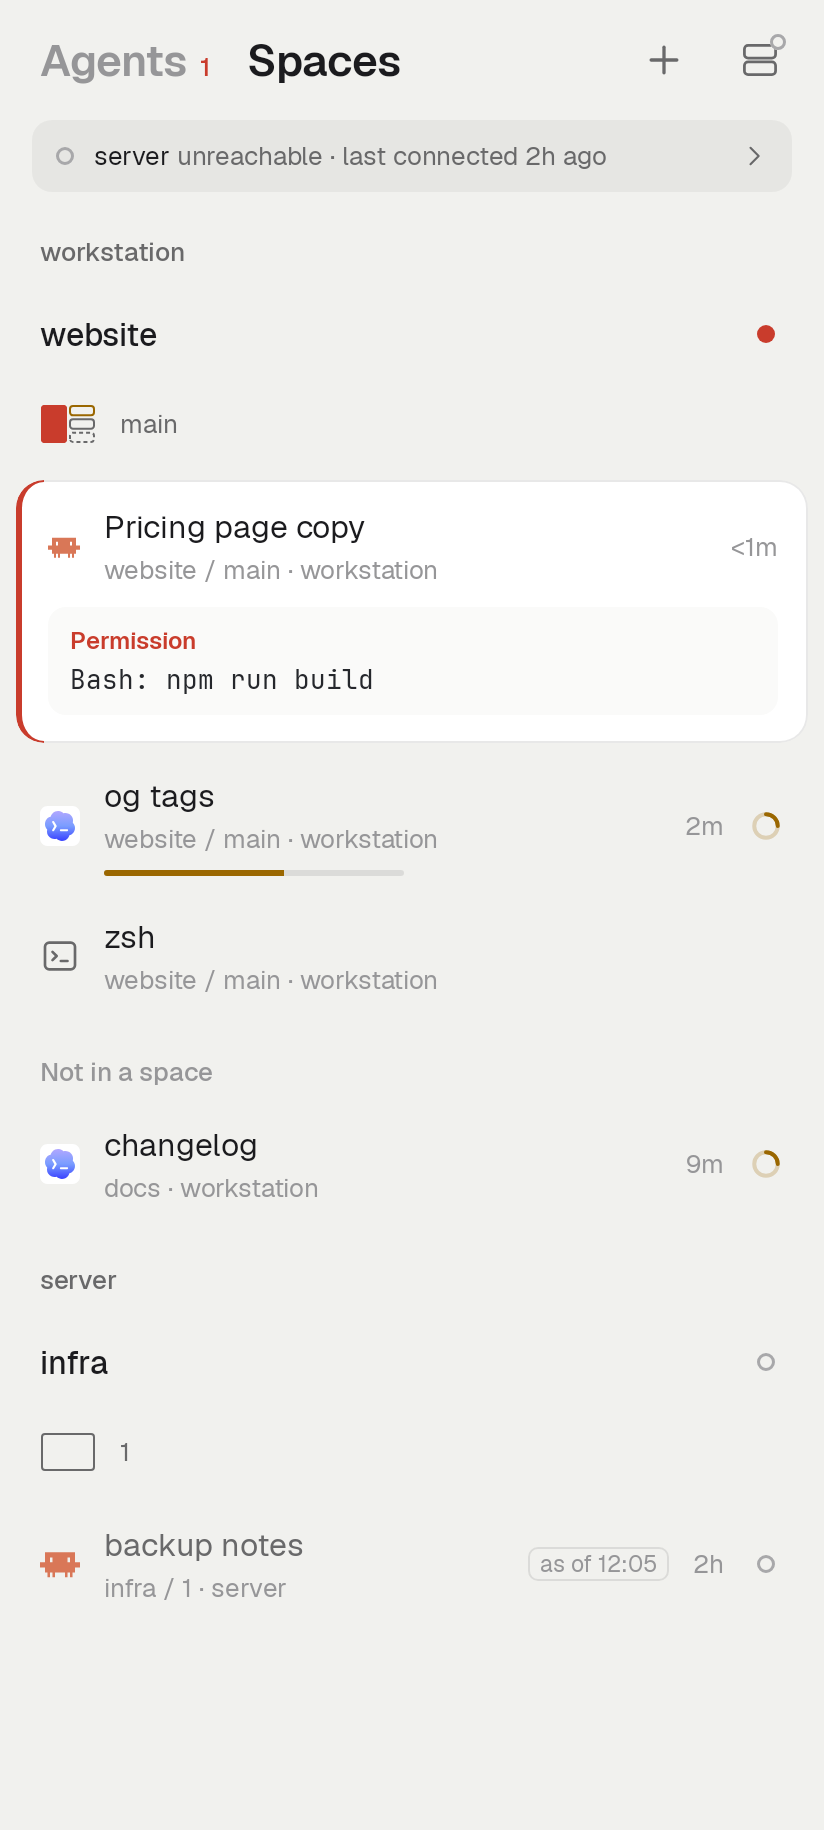 Agents 1 Spaces
server unreachable · last connected 2h ago
workstation
website
main
Pricing page copy
website / main · workstation
<1m
Permission
Bash: npm run build
og tags
website / main · workstation
2m
zsh
website / main · workstation
Not in a space
changelog
docs · workstation
9m
server
infra
1
backup notes
infra / 1 · server
as of 12:05 2h